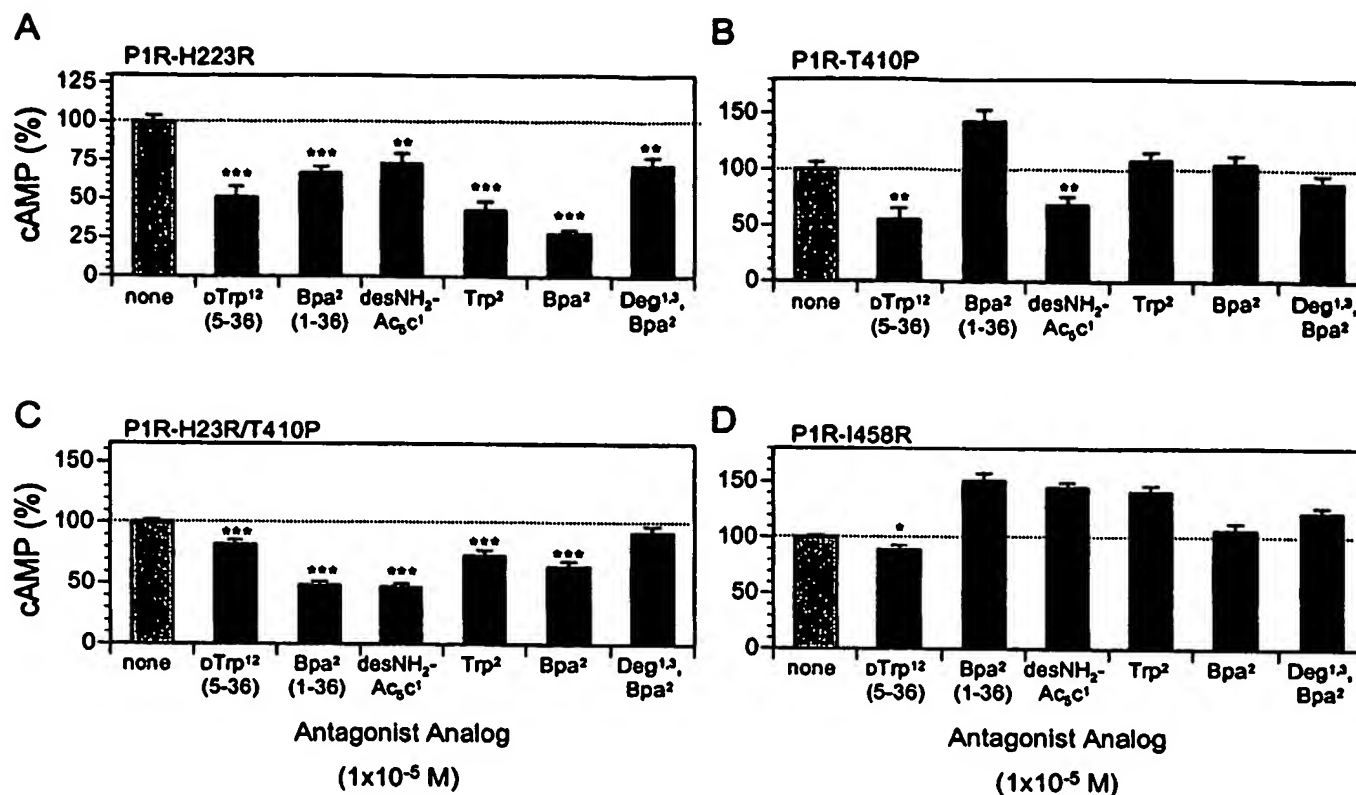 A
P1R-H223R
cAMP (%)
125
100
75
50
25
0
*** *** ** *** *** **
none DTrp¹² Bpa² desNH₂- Trp² Bpa² Deg¹,³,
(5-36) (1-36) Ac₅c¹ Bpa²
B
P1R-T410P
150
100
50
0
** **
none DTrp¹² Bpa² desNH₂- Trp² Bpa² Deg¹,³,
(5-36) (1-36) Ac₅c¹ Bpa²
C
P1R-H23R/T410P
cAMP (%)
150
100
50
0
*** *** *** *** ***
none DTrp¹² Bpa² desNH₂- Trp² Bpa² Deg¹,³,
(5-36) (1-36) Ac₅c¹ Bpa²
Antagonist Analog
(1x10⁻⁵ M)
D
P1R-I458R
150
100
50
0
*
none DTrp¹² Bpa² desNH₂- Trp² Bpa² Deg¹,³,
(5-36) (1-36) Ac₅c¹ Bpa²
Antagonist Analog
(1x10⁻⁵ M)